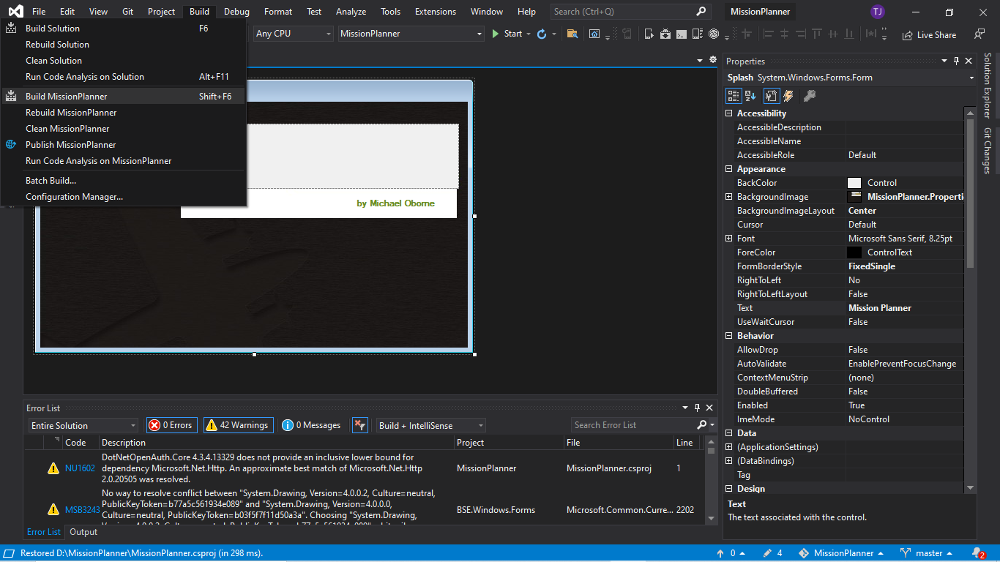 File Edit View Git Project Build Debug Format Test Analyze Tools Extensions Window Help Search (Ctrl+Q) MissionPlanner TJ
Any CPU MissionPlanner Start Live Share
Build Solution F6
Rebuild Solution
Clean Solution
Run Code Analysis on Solution Alt+F11
Build MissionPlanner Shift+F6
Rebuild MissionPlanner
Clean MissionPlanner
Publish MissionPlanner
Run Code Analysis on MissionPlanner
Batch Build...
Configuration Manager...
by Michael Oborne
Properties
Splash System.Windows.Forms.Form
Accessibility
AccessibleDescription
AccessibleName
AccessibleRole Default
Appearance
BackColor Control
BackgroundImage MissionPlanner.Properti
BackgroundImageLayout Center
Cursor Default
Font Microsoft Sans Serif, 8.25pt
ForeColor ControlText
FormBorderStyle FixedSingle
RightToLeft No
RightToLeftLayout False
Text Mission Planner
UseWaitCursor False
Behavior
AllowDrop False
AutoValidate EnablePreventFocusChange
ContextMenuStrip (none)
DoubleBuffered False
Enabled True
ImeMode NoControl
Data
(ApplicationSettings)
(DataBindings)
Tag
Design
Text
The text associated with the control.
Solution Explorer
Git Changes
Error List
Entire Solution 0 Errors 42 Warnings 0 Messages Build + IntelliSense Search Error List
Code Description Project File Line
NU1602 DotNetOpenAuth.Core 4.3.4.13329 does not provide an inclusive lower bound for
dependency Microsoft.Net.Http. An approximate best match of Microsoft.Net.Http MissionPlanner MissionPlanner.csproj 1
2.0.20505 was resolved.
No way to resolve conflict between "System.Drawing, Version=4.0.0.2, Culture=neutral,
MSB3243 PublicKeyToken=b77a5c561934e089" and "System.Drawing, Version=4.0.0.0, BSE.Windows.Forms Microsoft.Common.Curre... 2202
Culture=neutral, PublicKeyToken=b03f5f7f11d50a3a". Choosing "System.Drawing,
Error List Output
Restored D:\MissionPlanner\MissionPlanner.csproj (in 298 ms). 0 4 MissionPlanner master 2